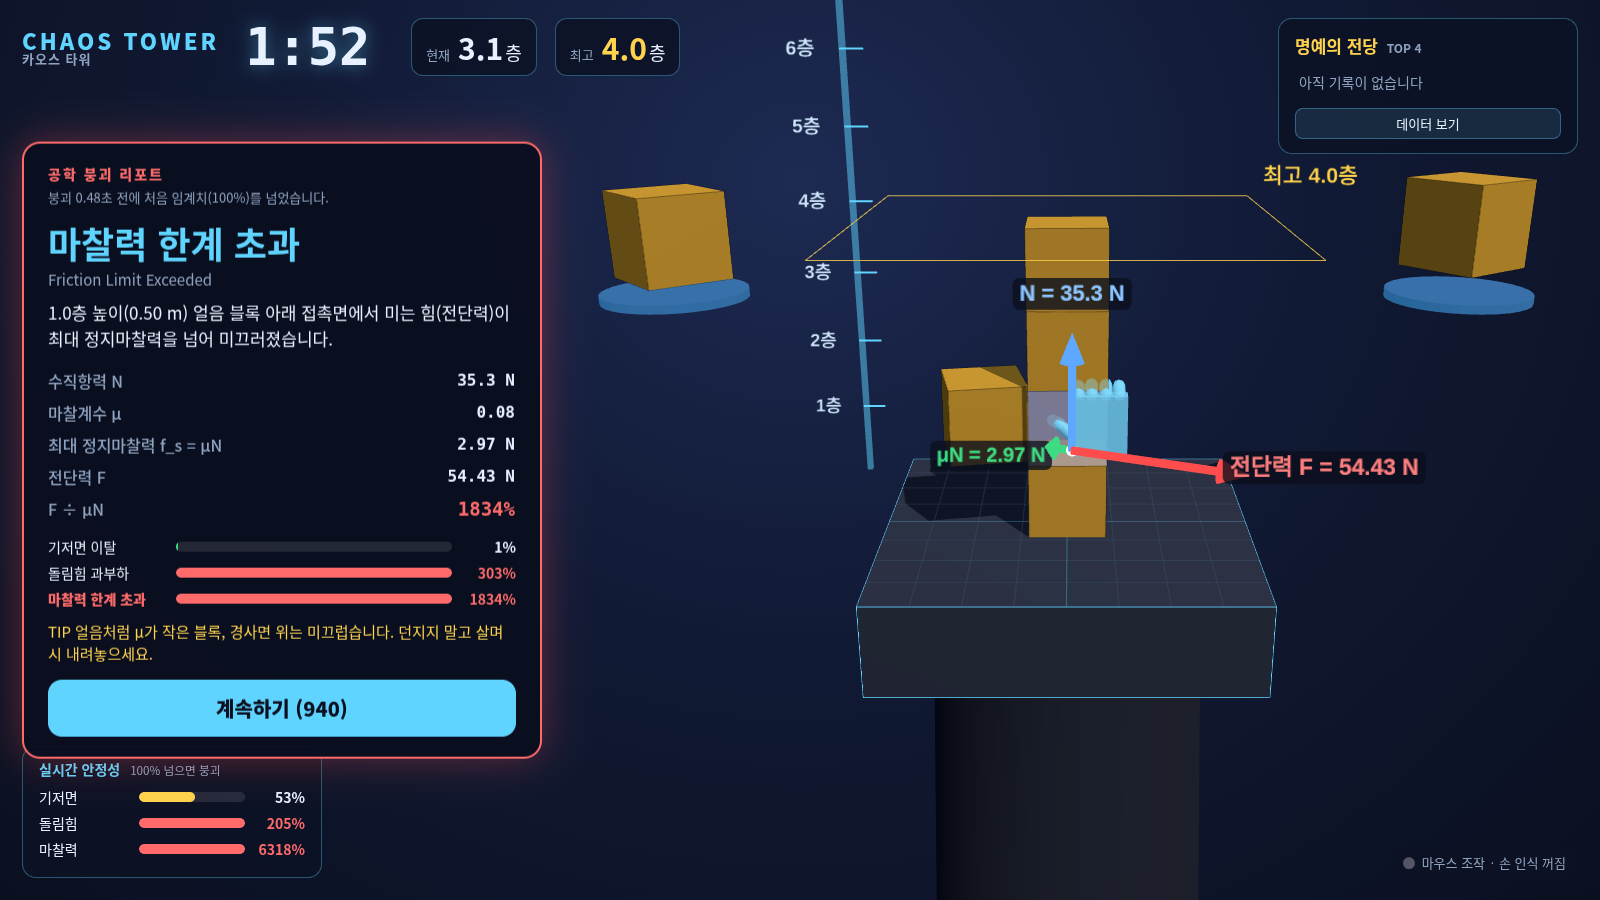 CHAOS TOWER
카오스 타워
1:52
현재 3.1층
최고 4.0층
명예의 전당 TOP 4
아직 기록이 없습니다
데이터 보기
6층
5층
4층
3층
2층
1층
최고 4.0층
N = 35.3 N
μN = 2.97 N
전단력 F = 54.43 N
공학 붕괴 리포트
붕괴 0.48초 전에 처음 임계치(100%)를 넘었습니다.
마찰력 한계 초과
Friction Limit Exceeded
1.0층 높이(0.50 m) 얼음 블록 아래 접촉면에서 미는 힘(전단력)이
최대 정지마찰력을 넘어 미끄러졌습니다.
수직항력 N 35.3 N
마찰계수 μ 0.08
최대 정지마찰력 f_s = μN 2.97 N
전단력 F 54.43 N
F ÷ μN 1834%
기저면 이탈 1%
돌림힘 과부하 303%
마찰력 한계 초과 1834%
TIP 얼음처럼 μ가 작은 블록, 경사면 위는 미끄럽습니다. 던지지 말고 살며
시 내려놓으세요.
계속하기 (940)
실시간 안정성 100% 넘으면 붕괴
기저면 53%
돌림힘 205%
마찰력 6318%
마우스 조작 · 손 인식 꺼짐